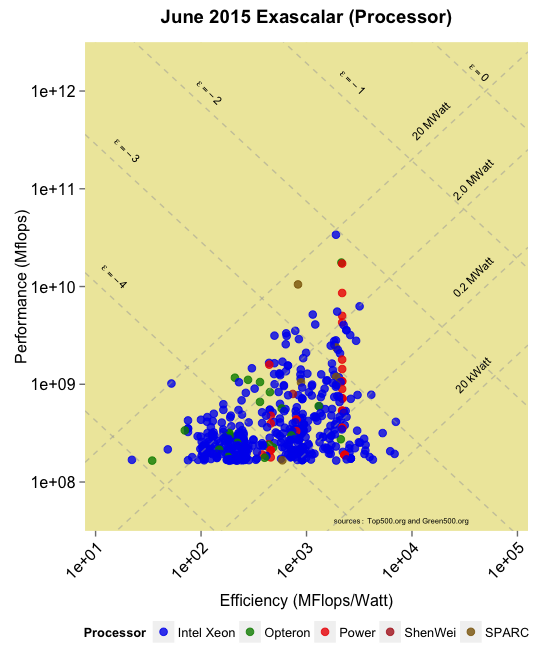 June 2015 Exascalar (Processor)
ε = 0
ε = −1
ε = −2
20 MWatt
1e+12
ε = −3
2.0 MWatt
1e+11
Performance (Mflops)
0.2 MWatt
ε = −4
1e+10
20 kWatt
1e+09
1e+08
sources : Top500.org and Green500.org
1e+01
1e+02
1e+03
1e+04
1e+05
Efficiency (MFlops/Watt)
Processor Intel Xeon Opteron Power ShenWei SPARC